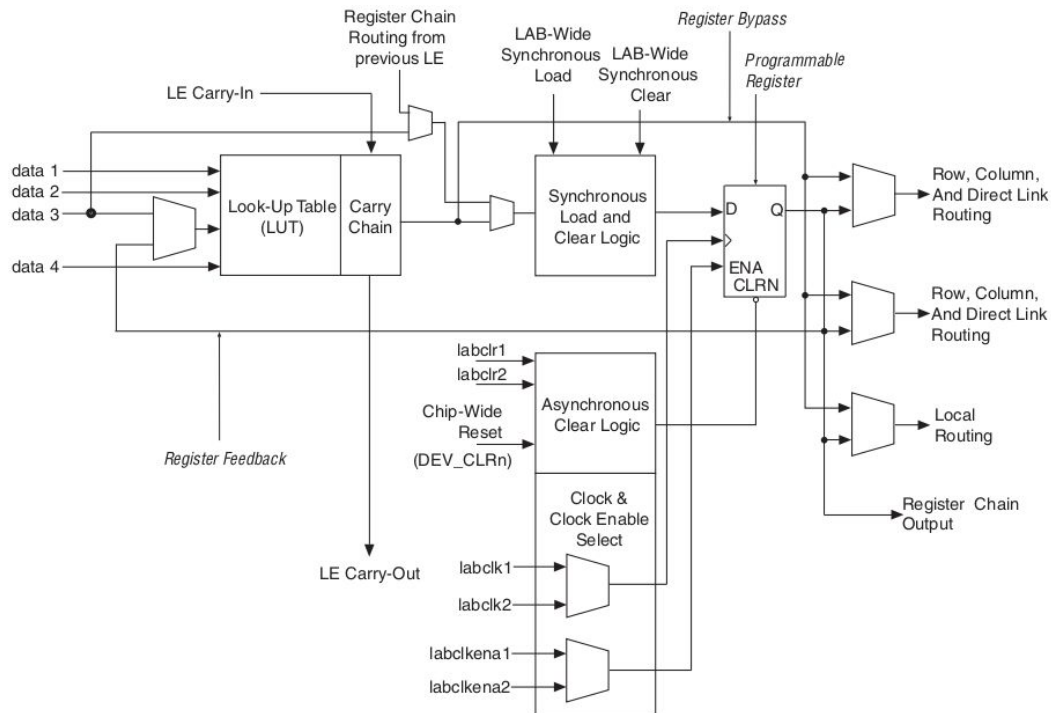 Register Chain
Routing from
previous LE
LAB-Wide
Synchronous
Load
LAB-Wide
Synchronous
Clear
Register Bypass
Programmable
Register
LE Carry-In
data 1
data 2
data 3
data 4
Look-Up Table
(LUT)
Carry
Chain
Synchronous
Load and
Clear Logic
D
Q
ENA
CLRN
Row, Column,
And Direct Link
Routing
Row, Column,
And Direct Link
Routing
Local
Routing
Register Chain
Output
Register Feedback
labclr1
labclr2
Chip-Wide
Reset
(DEV_CLRn)
Asynchronous
Clear Logic
Clock &
Clock Enable
Select
LE Carry-Out
labclk1
labclk2
labclkena1
labclkena2